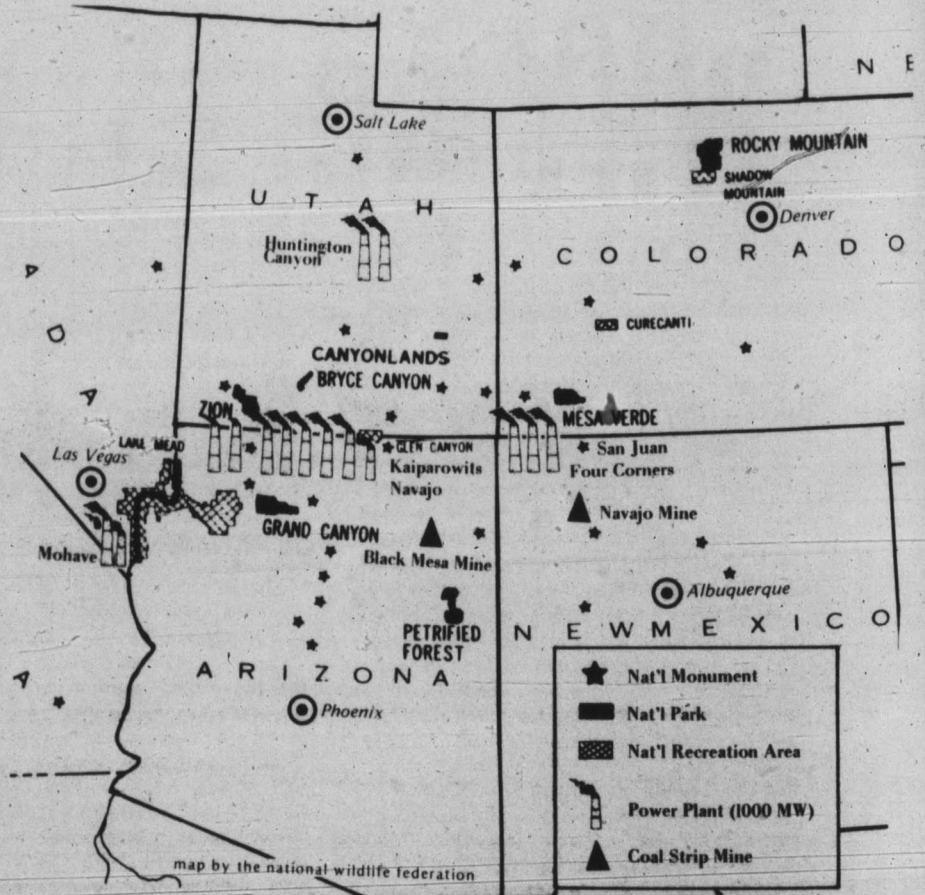 N E
Salt Lake
ROCKY MOUNTAIN
SHADOW
MOUNTAIN
Denver
U T A H
Huntington
Canyon
C O L O R A D O
A
D
A
CURECANTI
CANYONLANDS
BRYCE CANYON
ZION
MESA VERDE
LAKE MEAD
Las Vegas
GLEN CANYON
Kaiparowits
Navajo
San Juan
Four Corners
GRAND CANYON
Navajo Mine
Mohave
Black Mesa Mine
Albuquerque
PETRIFIED
FOREST
N E W M E X I C O
A R I Z O N A
A
Phoenix
Nat'l Monument
Nat'l Park
Nat'l Recreation Area
Power Plant (1000 MW)
Coal Strip Mine
map by the national wildlife federation